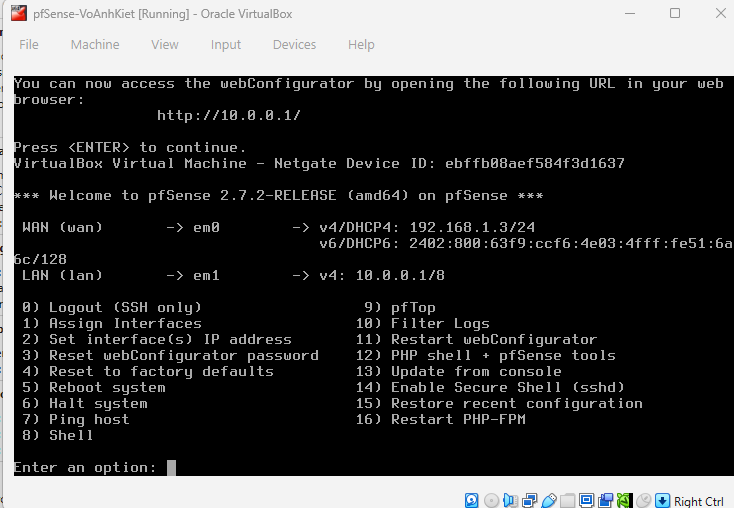 pfSense-VoAnhKiet [Running] - Oracle VirtualBox
File Machine View Input Devices Help
You can now access the webConfigurator by opening the following URL in your web
browser:
http://10.0.0.1/
Press <ENTER> to continue.
VirtualBox Virtual Machine - Netgate Device ID: ebffb08aef584f3d1637
*** Welcome to pfSense 2.7.2-RELEASE (amd64) on pfSense ***
WAN (wan) -> em0 -> v4/DHCP4: 192.168.1.3/24
v6/DHCP6: 2402:800:63f9:ccf6:4e03:4fff:fe51:6a
6c/128
LAN (lan) -> em1 -> v4: 10.0.0.1/8
0) Logout (SSH only) 9) pfTop
1) Assign Interfaces 10) Filter Logs
2) Set interface(s) IP address 11) Restart webConfigurator
3) Reset webConfigurator password 12) PHP shell + pfSense tools
4) Reset to factory defaults 13) Update from console
5) Reboot system 14) Enable Secure Shell (sshd)
6) Halt system 15) Restore recent configuration
7) Ping host 16) Restart PHP-FPM
8) Shell
Enter an option:
Right Ctrl